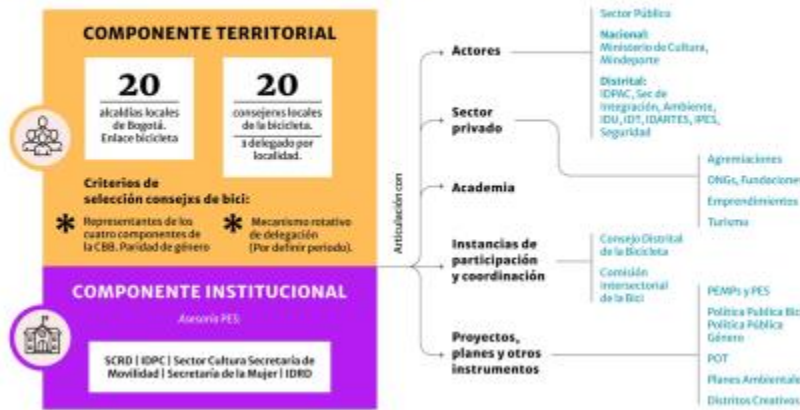 COMPONENTE TERRITORIAL
20
alcaldías locales
de Bogotá.
Enlace bicicleta
20
consejerxs locales
de la bicicleta.
1 delegado por
localidad.
Criterios de
selección consejxs de bici:
* Representantes de los
cuatro componentes de
la CBB. Paridad de género
* Mecanismo rotativo
de delegación
(Por definir periodo).
COMPONENTE INSTITUCIONAL
Asesoría PES:
SCRD | IDPC | Sector Cultura Secretaría de
Movilidad | Secretaría de la Mujer | IDRD
Articulación con
Actores
Sector Público
Nacional:
Ministerio de Cultura,
Mindeporte
Distrital:
IDPAC, Sec de
Integración, Ambiente,
IDU, IDT, IDARTES, IPES,
Seguridad
Sector
privado
Agremiaciones
ONGs, Fundaciones
Emprendimientos
Turismo
Academia
Instancias de
participación
y coordinación
Consejo Distrital
de la Bicicleta
Comisión
Intersectorial
de la Bici
Proyectos,
planes y otros
instrumentos
PEMPs y PES
Política Publica Bic
Política Pública
Género
POT
Planes Ambientale
Distritos Creativos